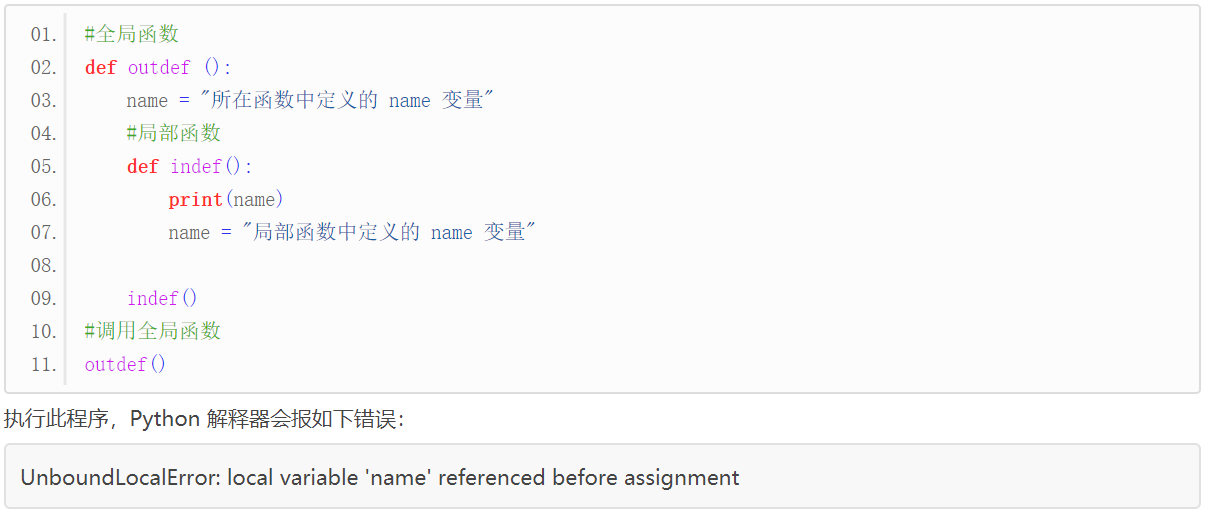 01. #全局函数
02. def outdef ():
03.     name = "所在函数中定义的 name 变量"
04.     #局部函数
05.     def indef():
06.         print(name)
07.         name = "局部函数中定义的 name 变量"
08.
09.     indef()
10. #调用全局函数
11. outdef()
执行此程序，Python 解释器会报如下错误：
UnboundLocalError: local variable 'name' referenced before assignment